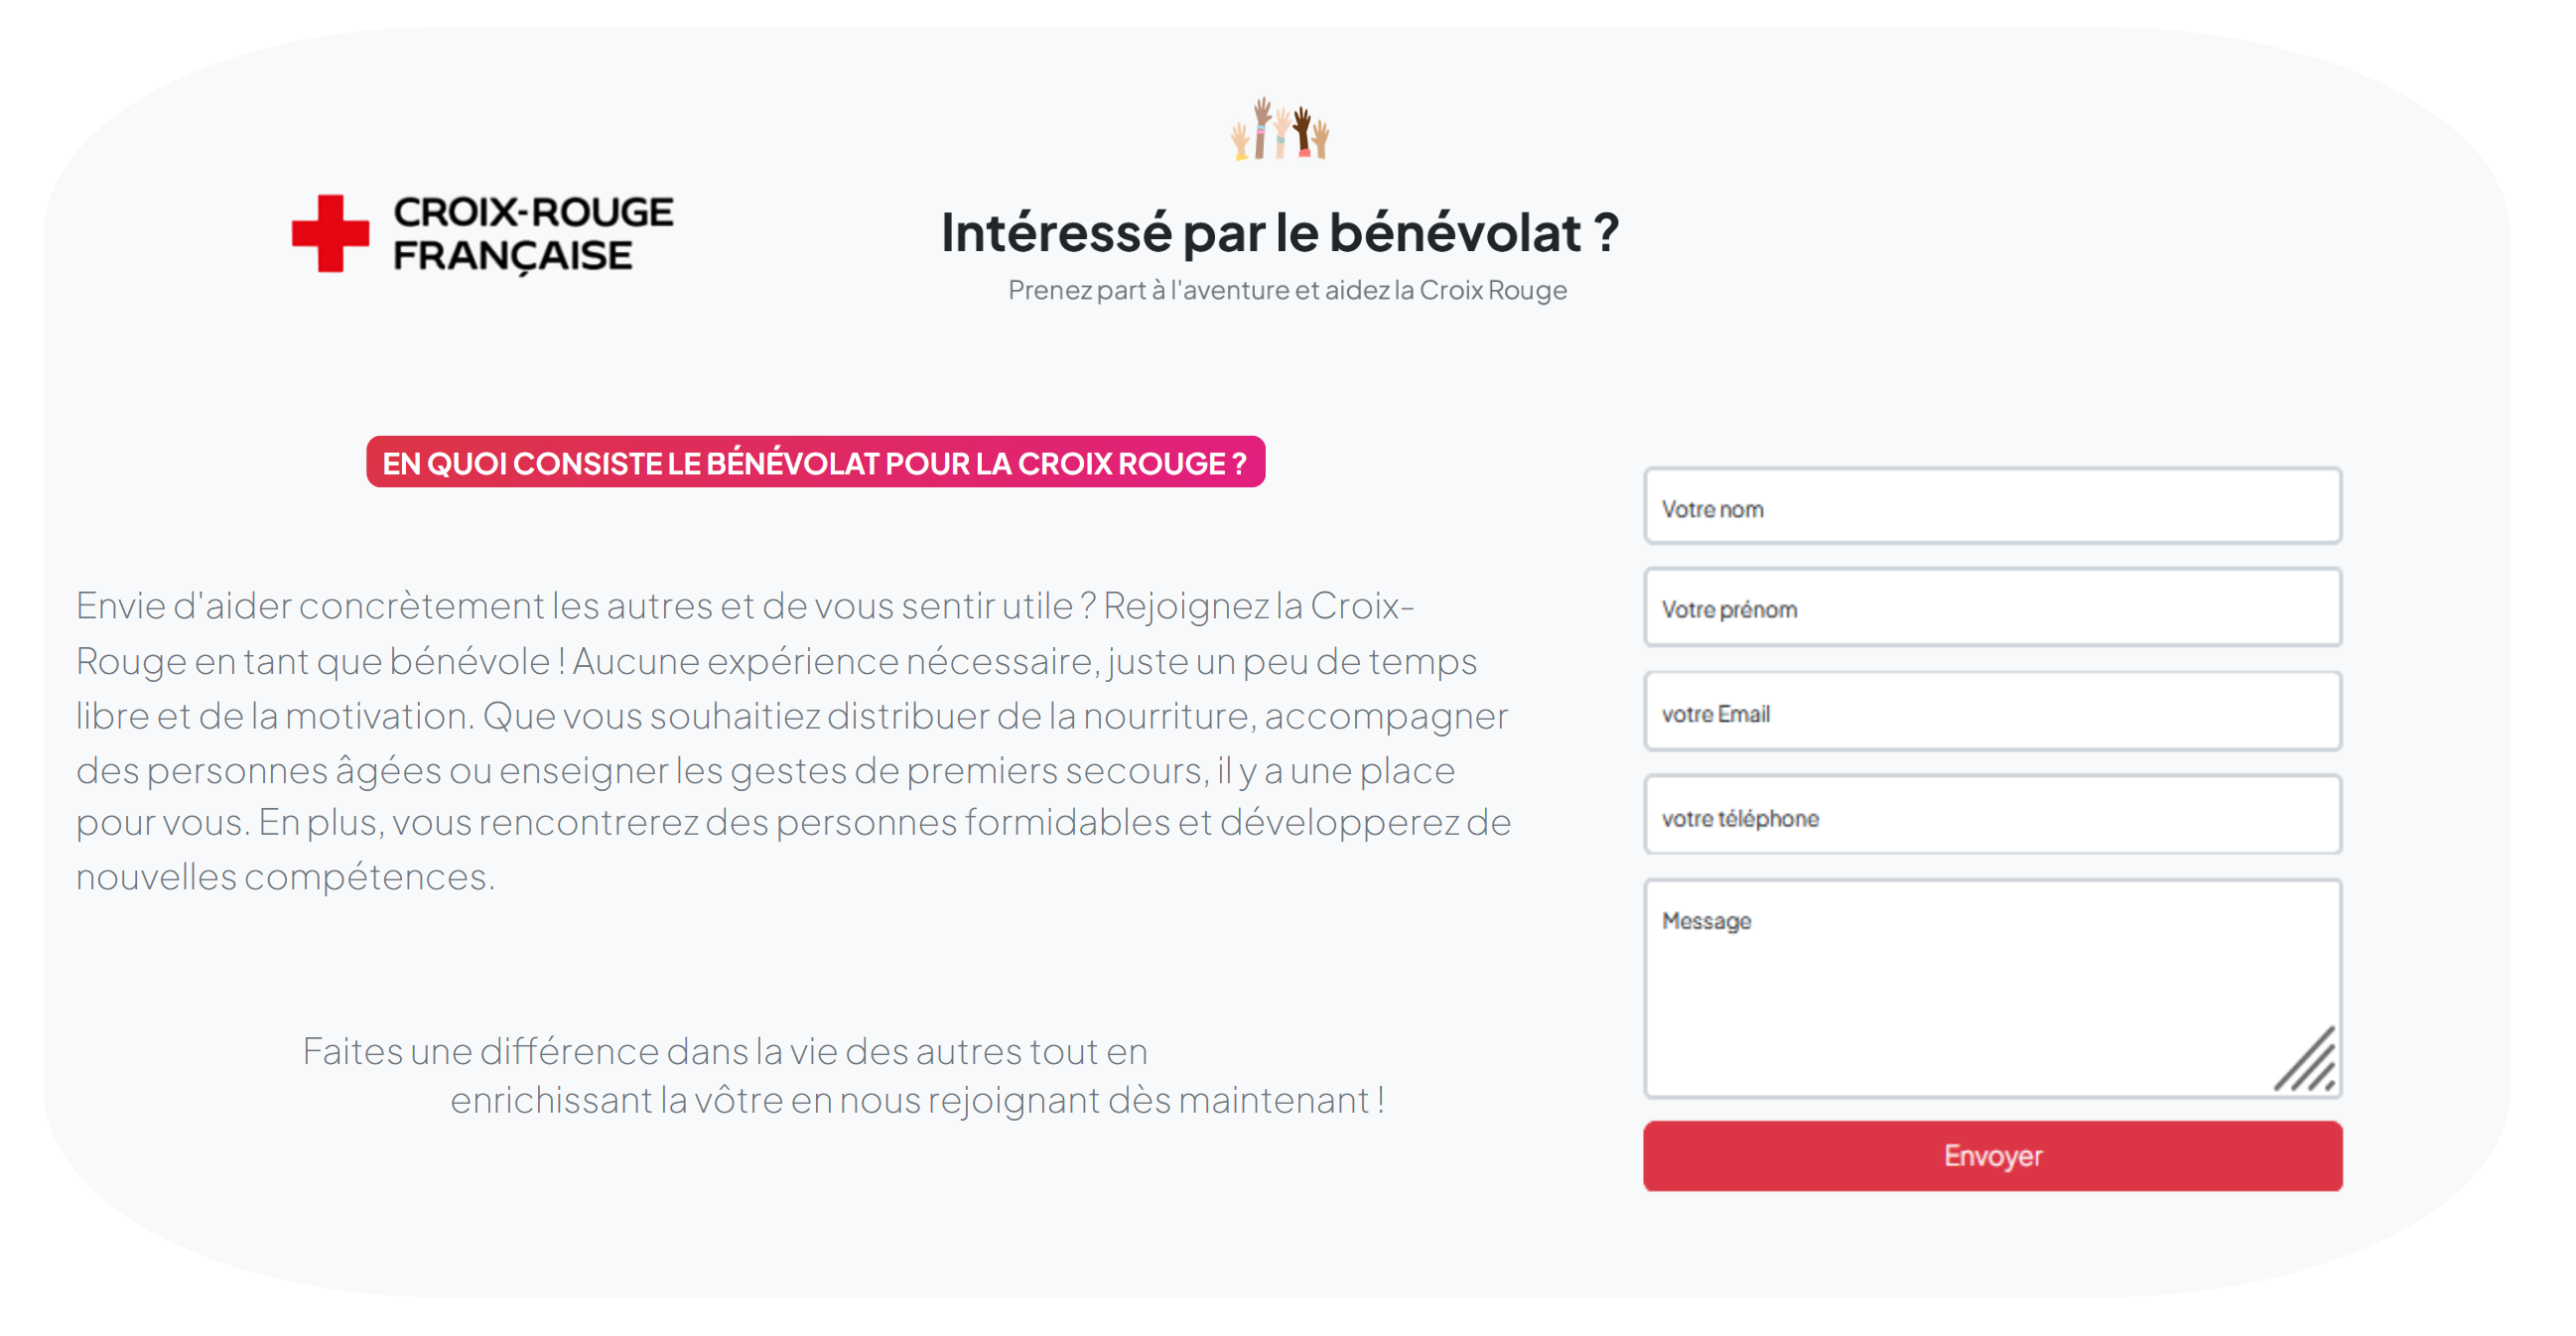 CROIX-ROUGE
FRANÇAISE
Intéressé par le bénévolat ?
Prenez part à l'aventure et aidez la Croix Rouge
EN QUOI CONSISTE LE BÉNÉVOLAT POUR LA CROIX ROUGE ?
Envie d'aider concrètement les autres et de vous sentir utile ? Rejoignez la Croix-
Rouge en tant que bénévole ! Aucune expérience nécessaire, juste un peu de temps
libre et de la motivation. Que vous souhaitiez distribuer de la nourriture, accompagner
des personnes âgées ou enseigner les gestes de premiers secours, il y a une place
pour vous. En plus, vous rencontrerez des personnes formidables et développerez de
nouvelles compétences.
Faites une différence dans la vie des autres tout en
enrichissant la vôtre en nous rejoignant dès maintenant !
Votre nom
Votre prénom
votre Email
votre téléphone
Message
Envoyer